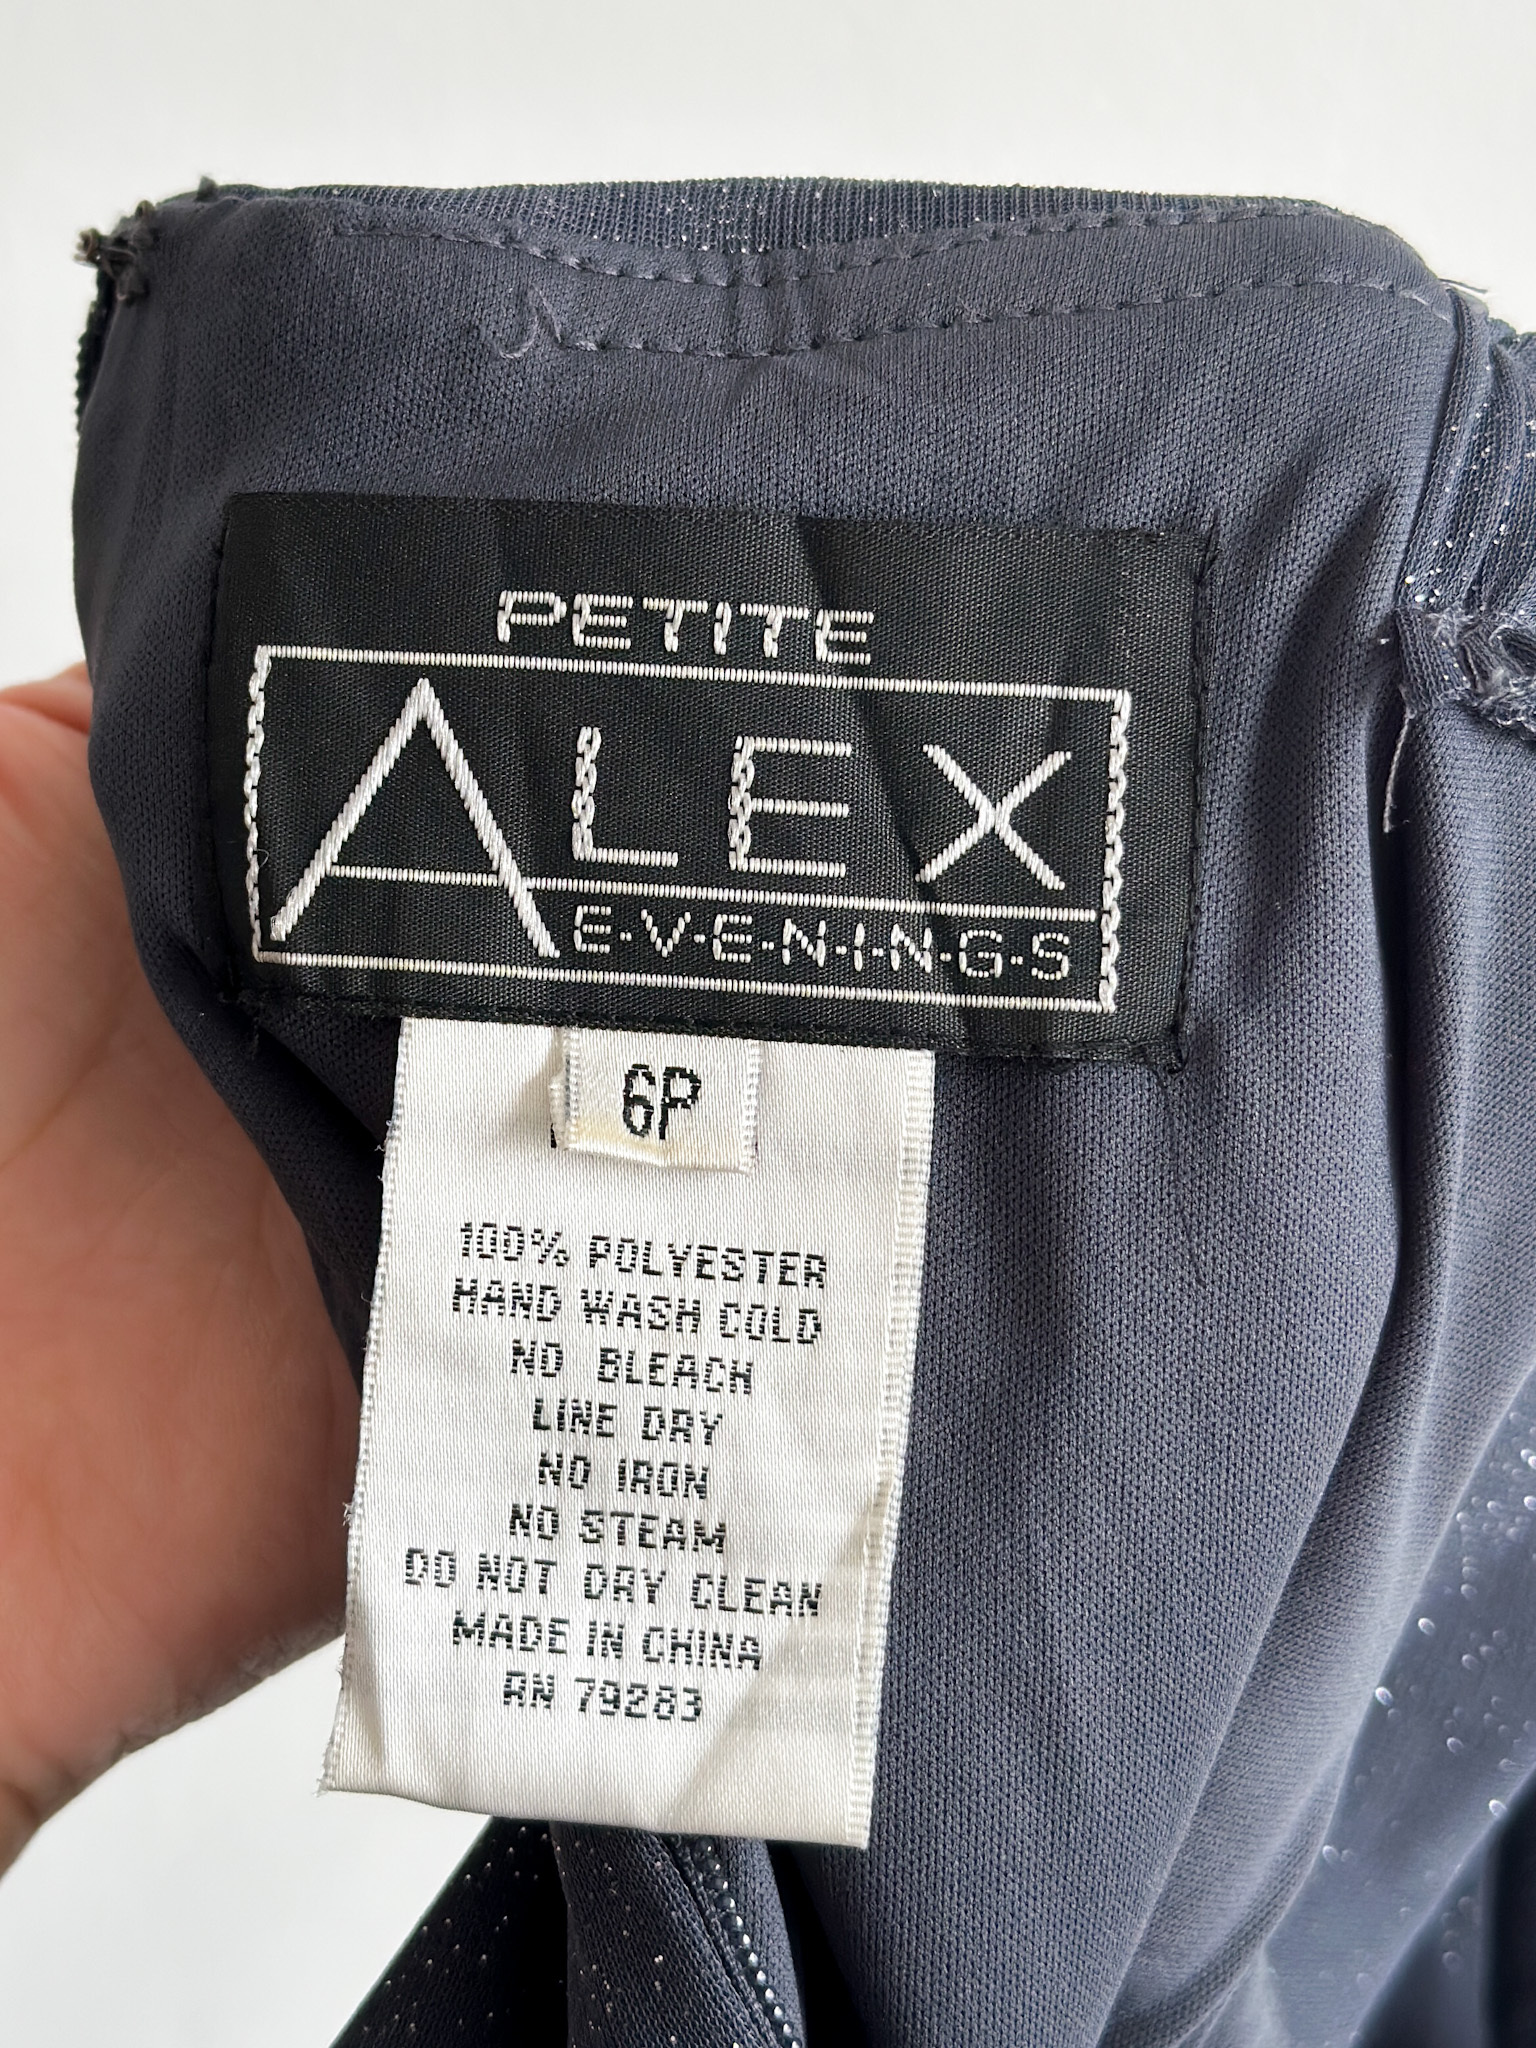 PETITE
ALEX
E·V·E·N·I·N·G·S
6P
100% POLYESTER
HAND WASH COLD
NO BLEACH
LINE DRY
NO IRON
NO STEAM
DO NOT DRY CLEAN
MADE IN CHINA
RN 79283